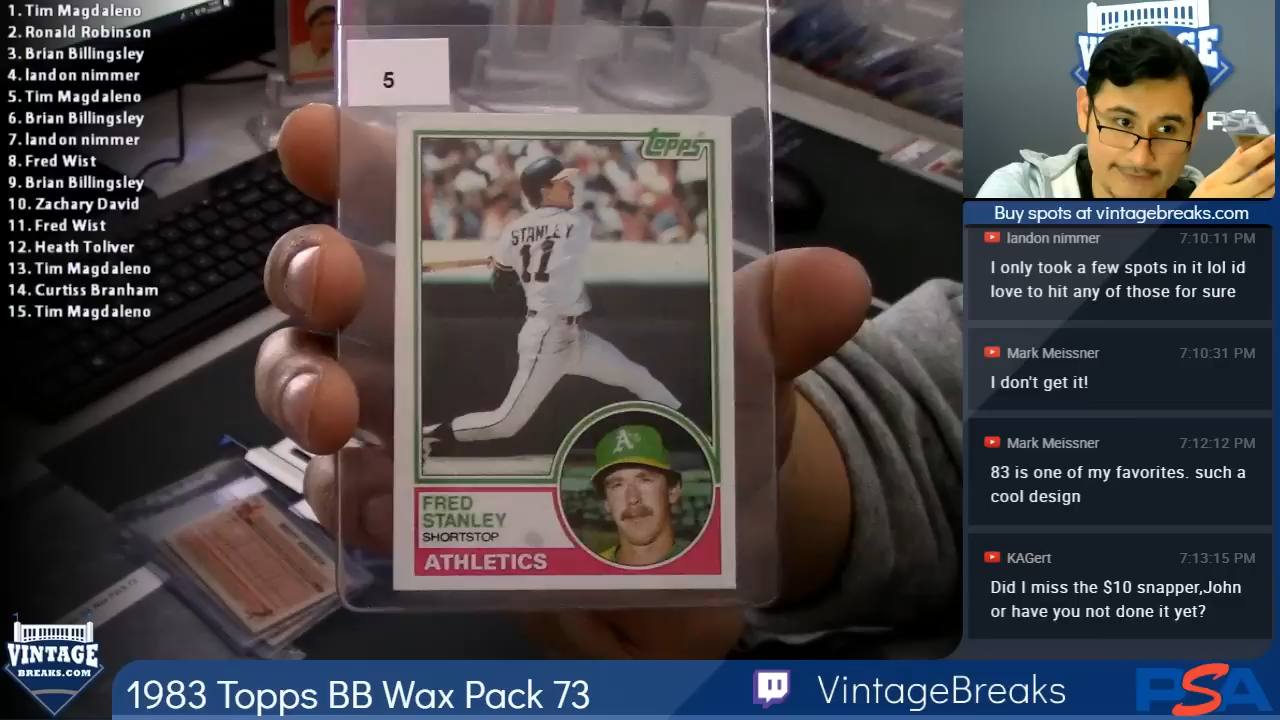 1. Tim Magdaleno
2. Ronald Robinson
3. Brian Billingsley
4. landon nimmer
5. Tim Magdaleno
6. Brian Billingsley
7. landon nimmer
8. Fred Wist
9. Brian Billingsley
10. Zachary David
11. Fred Wist
12. Heath Toliver
13. Tim Magdaleno
14. Curtiss Branham
15. Tim Magdaleno
5
topps
STANLEY
11
A's
FRED
STANLEY
SHORTSTOP
ATHLETICS
VINTAGE
PSA
Buy spots at vintagebreaks.com
landon nimmer 7:10:11 PM
I only took a few spots in it lol id
love to hit any of those for sure
Mark Meissner 7:10:31 PM
I don't get it!
Mark Meissner 7:12:12 PM
83 is one of my favorites. such a
cool design
KAGert 7:13:15 PM
Did I miss the $10 snapper,John
or have you not done it yet?
VINTAGE
BREAKS.COM
1983 Topps BB Wax Pack 73
VintageBreaks
PSA